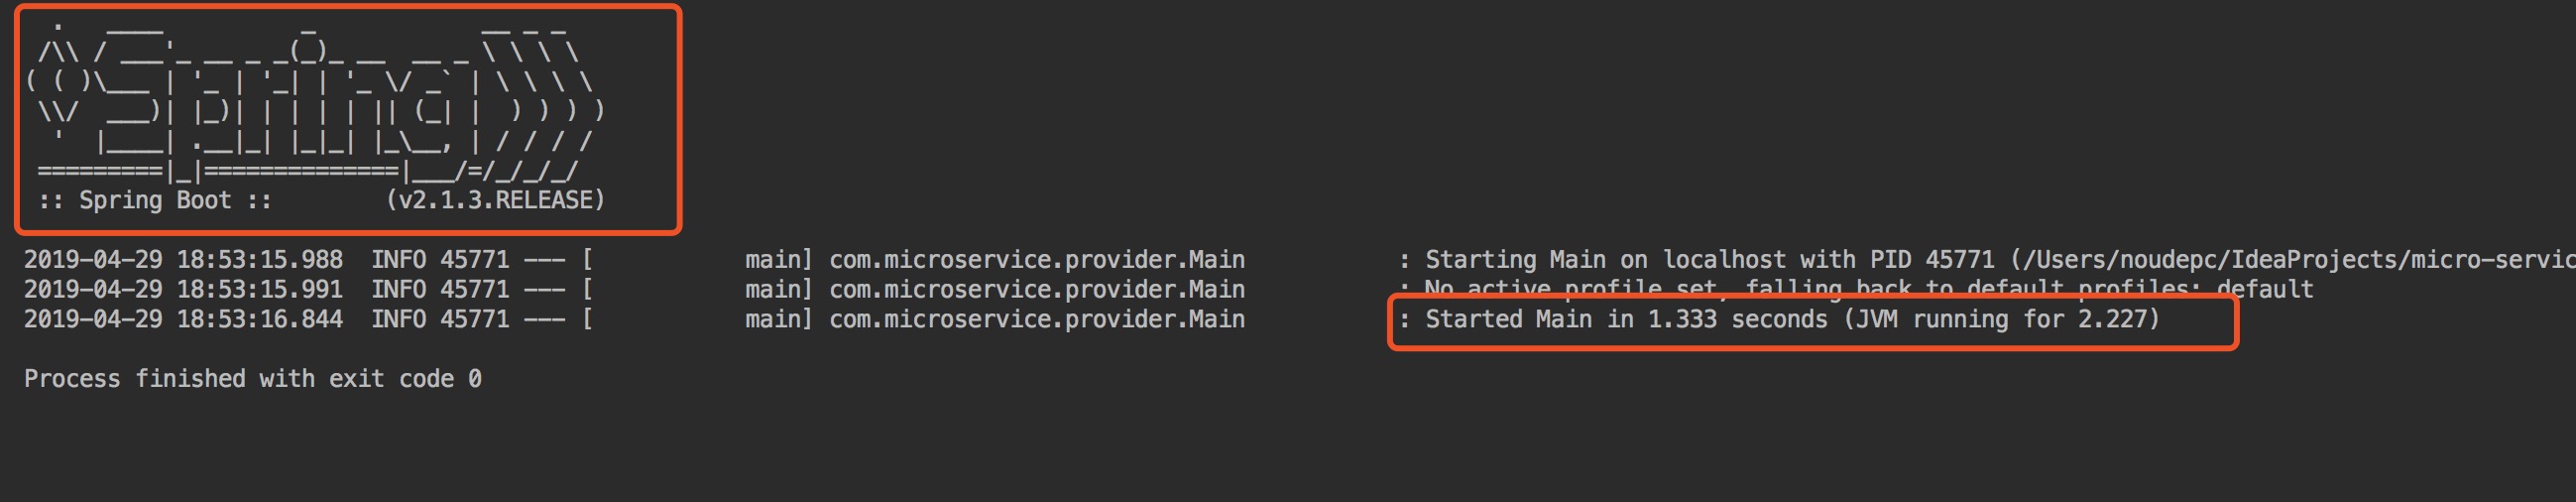 .   ____          _            __ _ _
 /\\ / ___'_ __ _ _(_)_ __  __ _ \ \ \ \
( ( )\___ | '_ | '_| | '_ \/ _` | \ \ \ \
 \\/  ___)| |_)| | | | | || (_| |  ) ) ) )
  '  |____| .__|_| |_|_| |_\__, | / / / /
 =========|_|==============|___/=/_/_/_/
 :: Spring Boot ::        (v2.1.3.RELEASE)
2019-04-29 18:53:15.988  INFO 45771 --- [           main] com.microservice.provider.Main           : Starting Main on localhost with PID 45771 (/Users/noudepc/IdeaProjects/micro-servic
2019-04-29 18:53:15.991  INFO 45771 --- [           main] com.microservice.provider.Main           : No active profile set, falling back to default profiles: default
2019-04-29 18:53:16.844  INFO 45771 --- [           main] com.microservice.provider.Main           : Started Main in 1.333 seconds (JVM running for 2.227)
Process finished with exit code 0